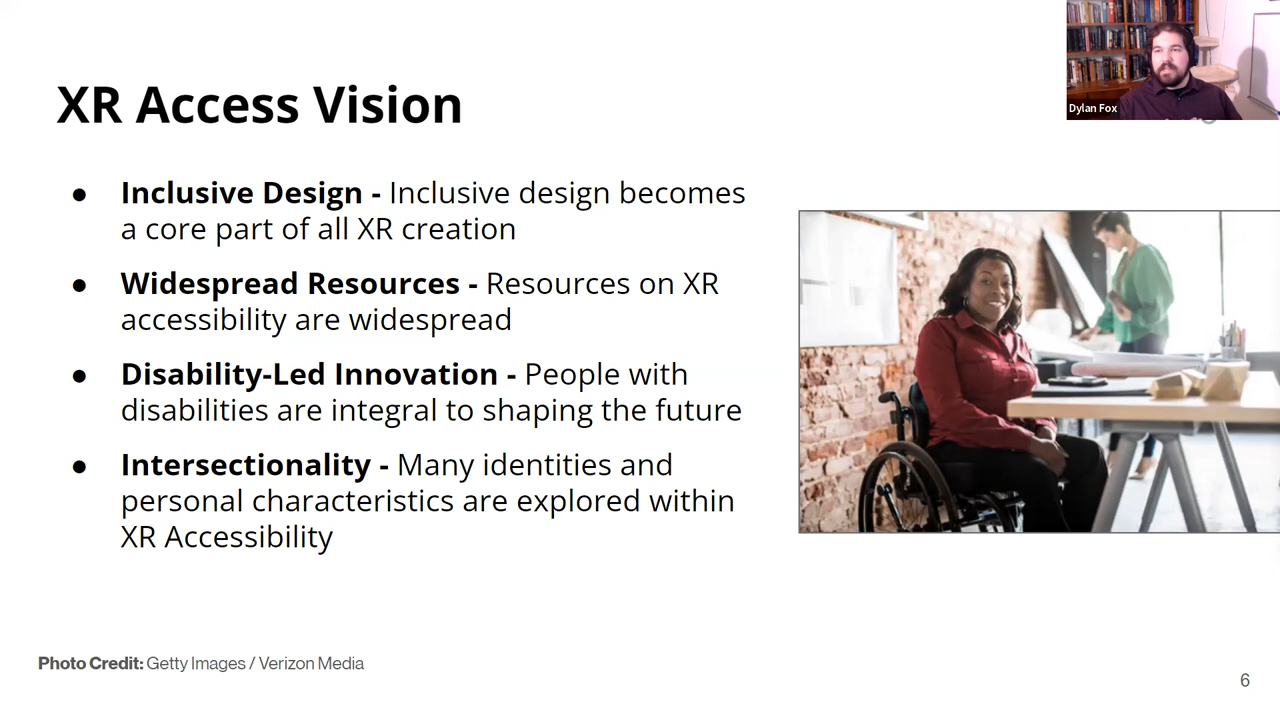 XR Access Vision
Dylan Fox
● Inclusive Design - Inclusive design becomes
a core part of all XR creation
● Widespread Resources - Resources on XR
accessibility are widespread
● Disability-Led Innovation - People with
disabilities are integral to shaping the future
● Intersectionality - Many identities and
personal characteristics are explored within
XR Accessibility
Photo Credit: Getty Images / Verizon Media
6